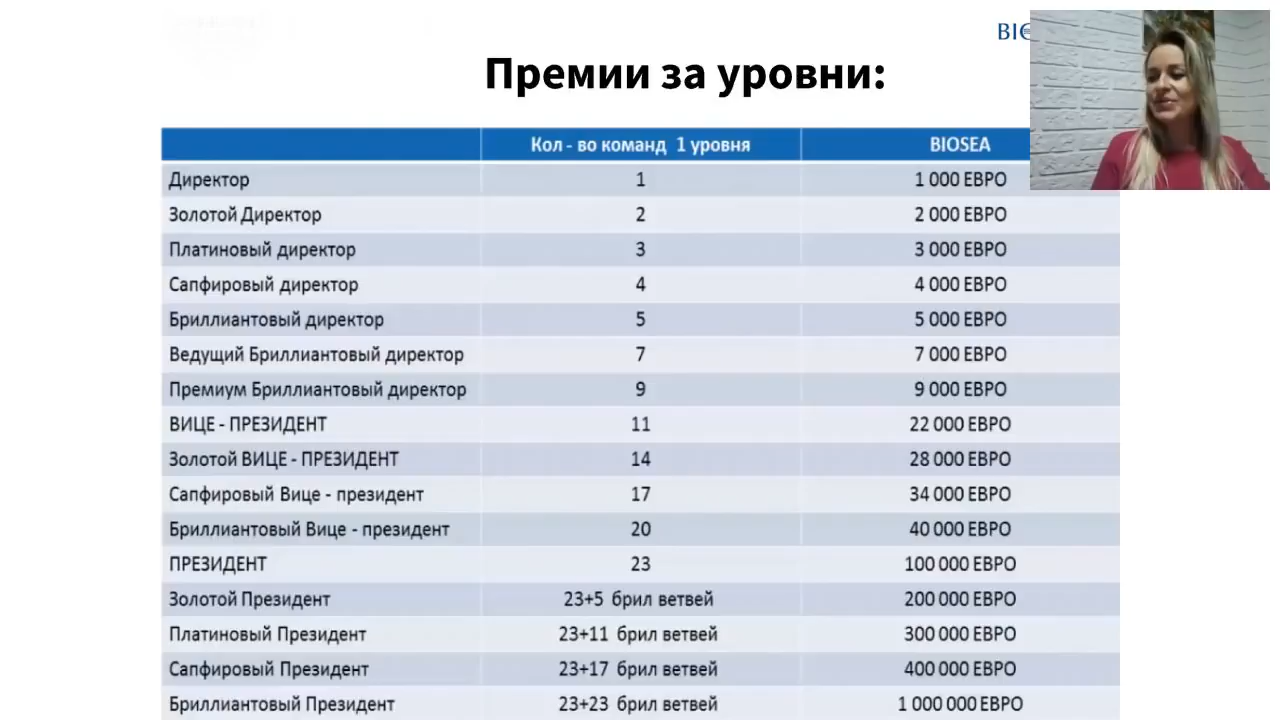 Премии за уровни:
Кол - во команд 1 уровня BIOSEA
Директор 1 1 000 ЕВРО
Золотой Директор 2 2 000 ЕВРО
Платиновый директор 3 3 000 ЕВРО
Сапфировый директор 4 4 000 ЕВРО
Бриллиантовый директор 5 5 000 ЕВРО
Ведущий Бриллиантовый директор 7 7 000 ЕВРО
Премиум Бриллиантовый директор 9 9 000 ЕВРО
ВИЦЕ - ПРЕЗИДЕНТ 11 22 000 ЕВРО
Золотой ВИЦЕ - ПРЕЗИДЕНТ 14 28 000 ЕВРО
Сапфировый Вице - президент 17 34 000 ЕВРО
Бриллиантовый Вице - президент 20 40 000 ЕВРО
ПРЕЗИДЕНТ 23 100 000 ЕВРО
Золотой Президент 23+5 брил ветвей 200 000 ЕВРО
Платиновый Президент 23+11 брил ветвей 300 000 ЕВРО
Сапфировый Президент 23+17 брил ветвей 400 000 ЕВРО
Бриллиантовый Президент 23+23 брил ветвей 1 000 000 ЕВРО